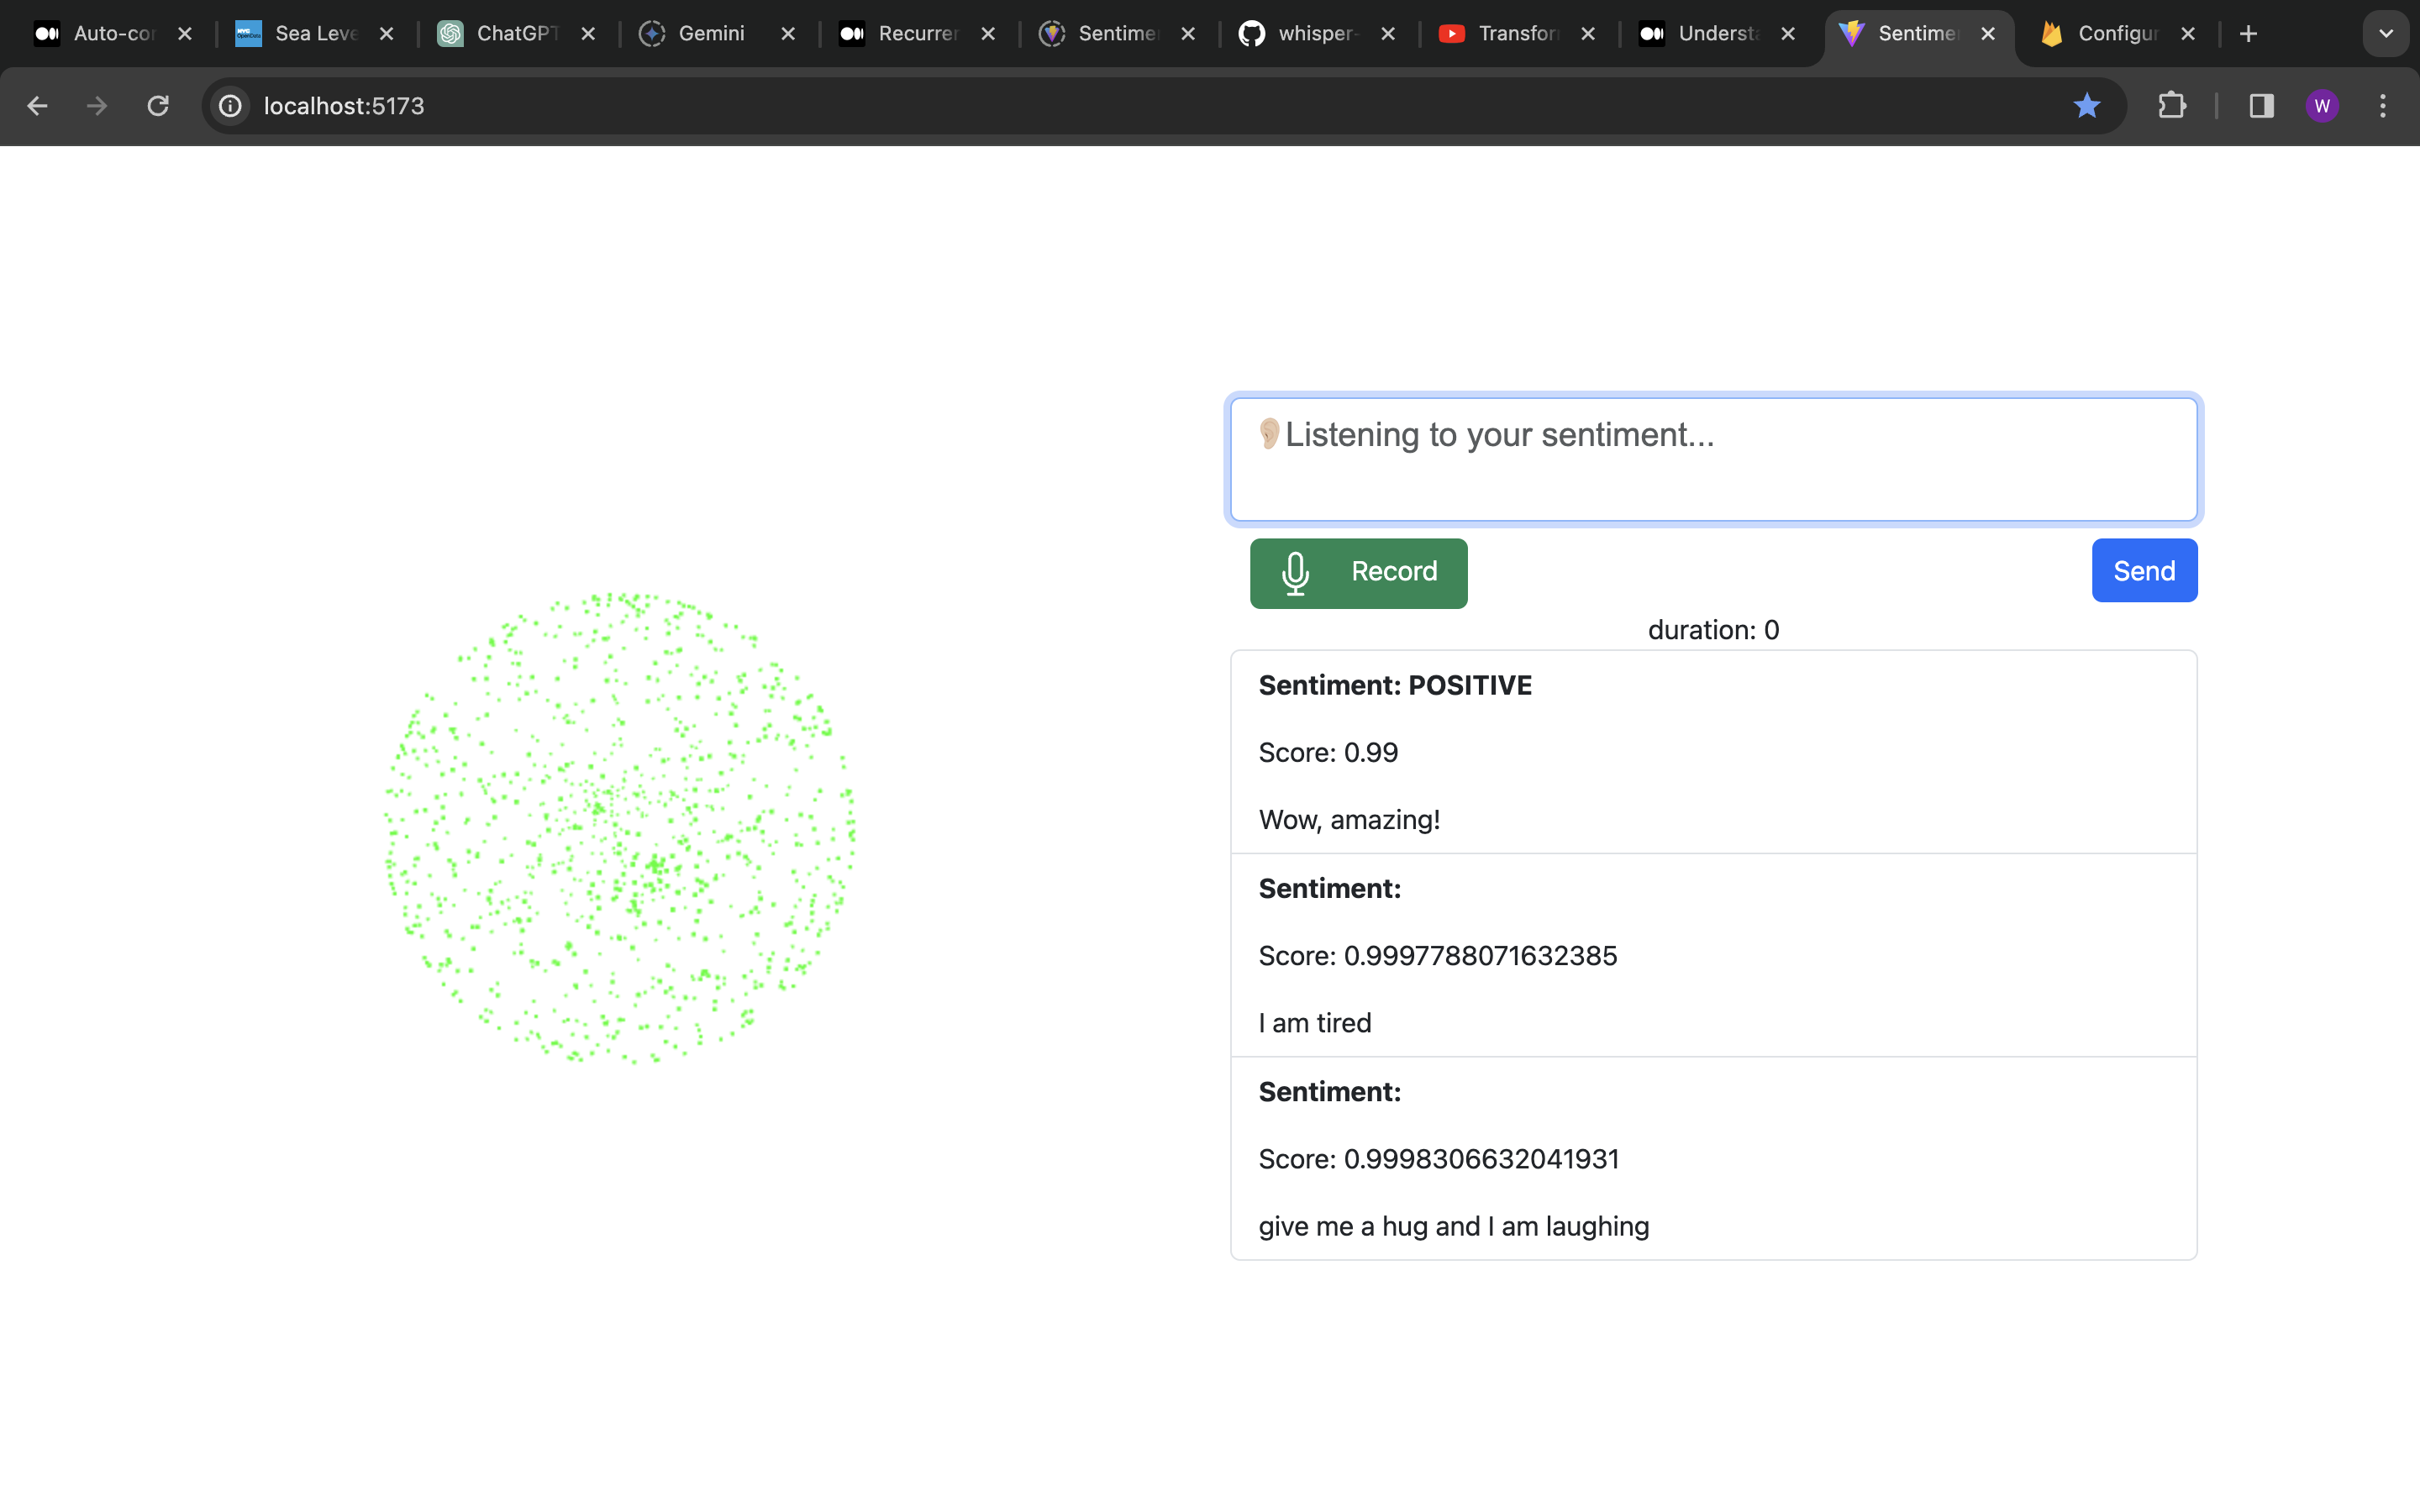 Auto-cor
Sea Leve
ChatGPT
Gemini
Recurrer
Sentime
whisper-
Transfor
Understa
Sentime
Configur
localhost:5173
W
👂🏼Listening to your sentiment...
Record
Send
duration: 0
Sentiment: POSITIVE
Score: 0.99
Wow, amazing!
Sentiment:
Score: 0.9997788071632385
I am tired
Sentiment:
Score: 0.9998306632041931
give me a hug and I am laughing